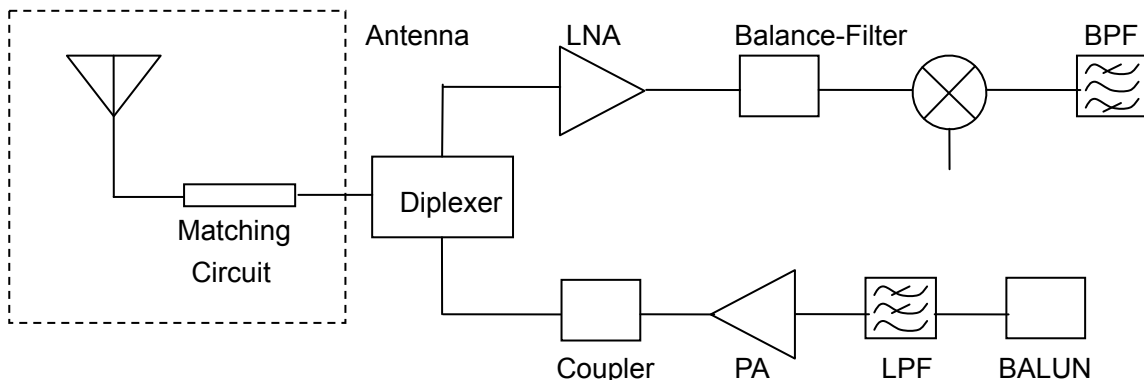 Antenna
LNA
Balance-Filter
BPF
Diplexer
Matching
Circuit
Coupler
PA
LPF
BALUN